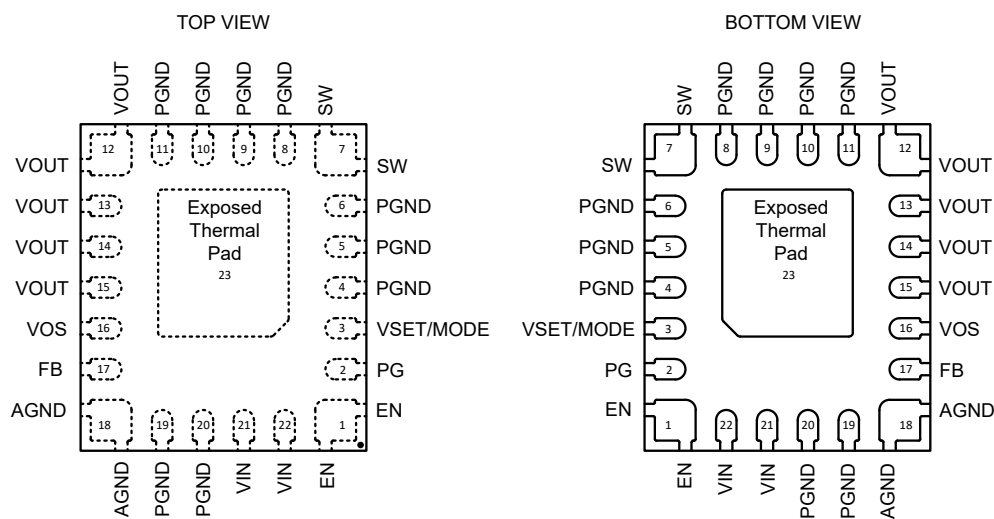 TOP VIEW
VOUT
PGND
PGND
PGND
PGND
SW
12
11
10
9
8
7
VOUT
SW
VOUT
13
6
PGND
VOUT
14
5
PGND
VOUT
15
4
PGND
VOS
16
3
VSET/MODE
FB
17
2
PG
AGND
EN
18
19
20
21
22
1
Exposed
Thermal
Pad
23
AGND
PGND
PGND
VIN
VIN
EN
BOTTOM VIEW
SW
PGND
PGND
PGND
PGND
VOUT
7
8
9
10
11
12
SW
VOUT
PGND
6
13
VOUT
PGND
5
14
VOUT
PGND
4
15
VOUT
VSET/MODE
3
16
VOS
PG
2
17
FB
EN
AGND
1
22
21
20
19
18
Exposed
Thermal
Pad
23
EN
VIN
VIN
PGND
PGND
AGND